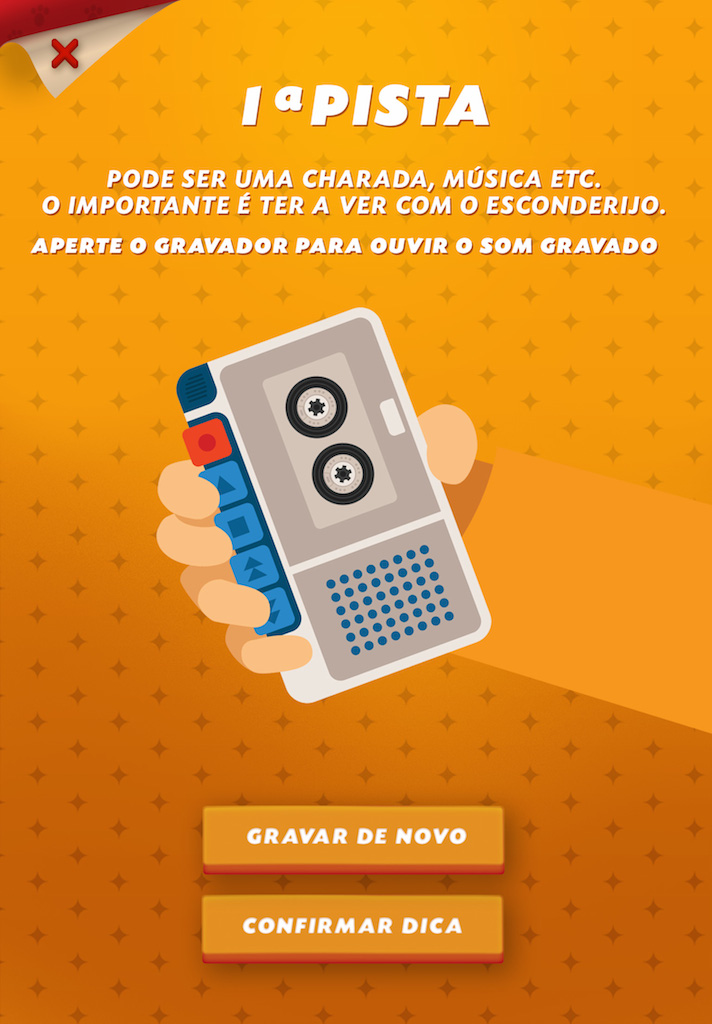 1ª PISTA
PODE SER UMA CHARADA, MÚSICA ETC.
O IMPORTANTE É TER A VER COM O ESCONDERIJO.
APERTE O GRAVADOR PARA OUVIR O SOM GRAVADO
GRAVAR DE NOVO
CONFIRMAR DICA